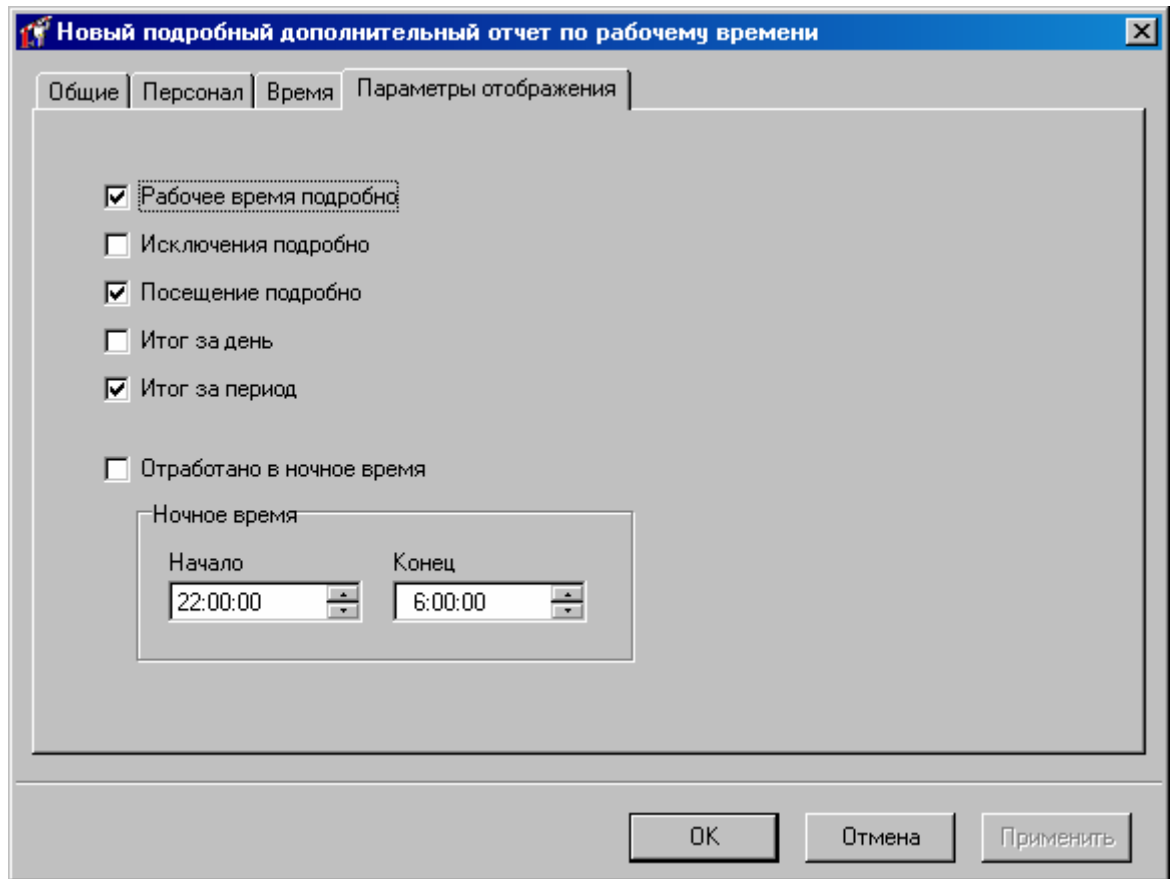 Новый подробный дополнительный отчет по рабочему времени
Общие Персонал Время Параметры отображения
Рабочее время подробно
Исключения подробно
Посещение подробно
Итог за день
Итог за период
Отработано в ночное время
Ночное время
Начало Конец
22:00:00 6:00:00
OK Отмена Применить